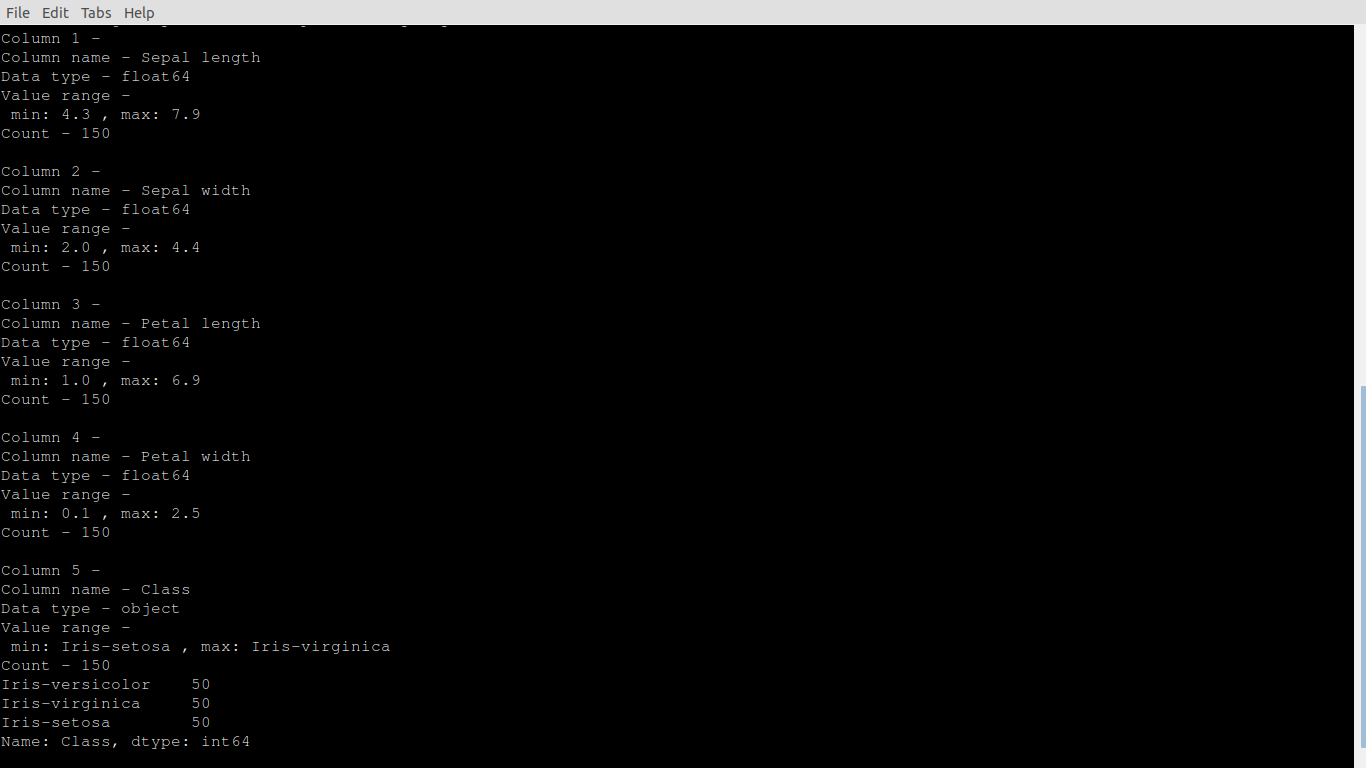 File Edit Tabs Help
Column 1 -
Column name - Sepal length
Data type - float64
Value range -
 min: 4.3 , max: 7.9
Count - 150

Column 2 -
Column name - Sepal width
Data type - float64
Value range -
 min: 2.0 , max: 4.4
Count - 150

Column 3 -
Column name - Petal length
Data type - float64
Value range -
 min: 1.0 , max: 6.9
Count - 150

Column 4 -
Column name - Petal width
Data type - float64
Value range -
 min: 0.1 , max: 2.5
Count - 150

Column 5 -
Column name - Class
Data type - object
Value range -
 min: Iris-setosa , max: Iris-virginica
Count - 150
Iris-versicolor    50
Iris-virginica     50
Iris-setosa        50
Name: Class, dtype: int64